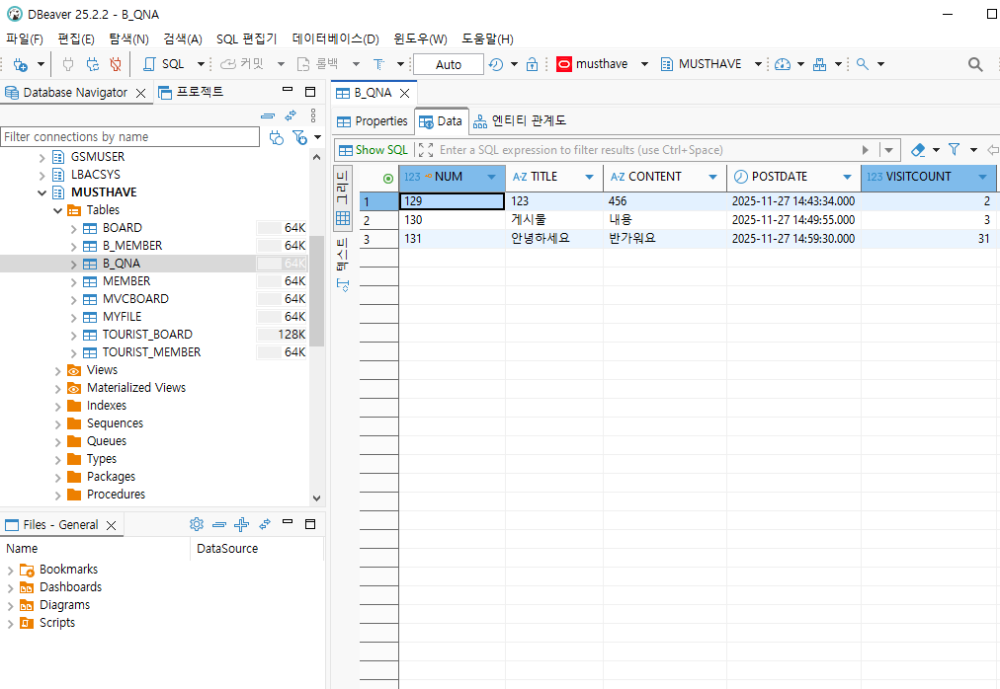 DBeaver 25.2.2 - B_QNA
파일(F) 편집(E) 탐색(N) 검색(A) SQL 편집기 데이터베이스(D) 윈도우(W) 도움말(H)
SQL 커밋 롤백 T Auto musthave MUSTHAVE
Database Navigator 프로젝트
Filter connections by name
GSMUSER
LBACSYS
MUSTHAVE
Tables
BOARD 64K
B_MEMBER 64K
B_QNA 64K
MEMBER 64K
MVCBOARD 64K
MYFILE 64K
TOURIST_BOARD 128K
TOURIST_MEMBER 64K
Views
Materialized Views
Indexes
Sequences
Queues
Types
Packages
Procedures
Files - General
Name DataSource
Bookmarks
Dashboards
Diagrams
Scripts
B_QNA
Properties Data 엔티티 관계도
Show SQL Enter a SQL expression to filter results (use Ctrl+Space)
그리드
텍스트
123 NUM A-Z TITLE A-Z CONTENT POSTDATE 123 VISITCOUNT
1 129 123 456 2025-11-27 14:43:34.000 2
2 130 게시물 내용 2025-11-27 14:49:55.000 3
3 131 안녕하세요 반가워요 2025-11-27 14:59:30.000 31